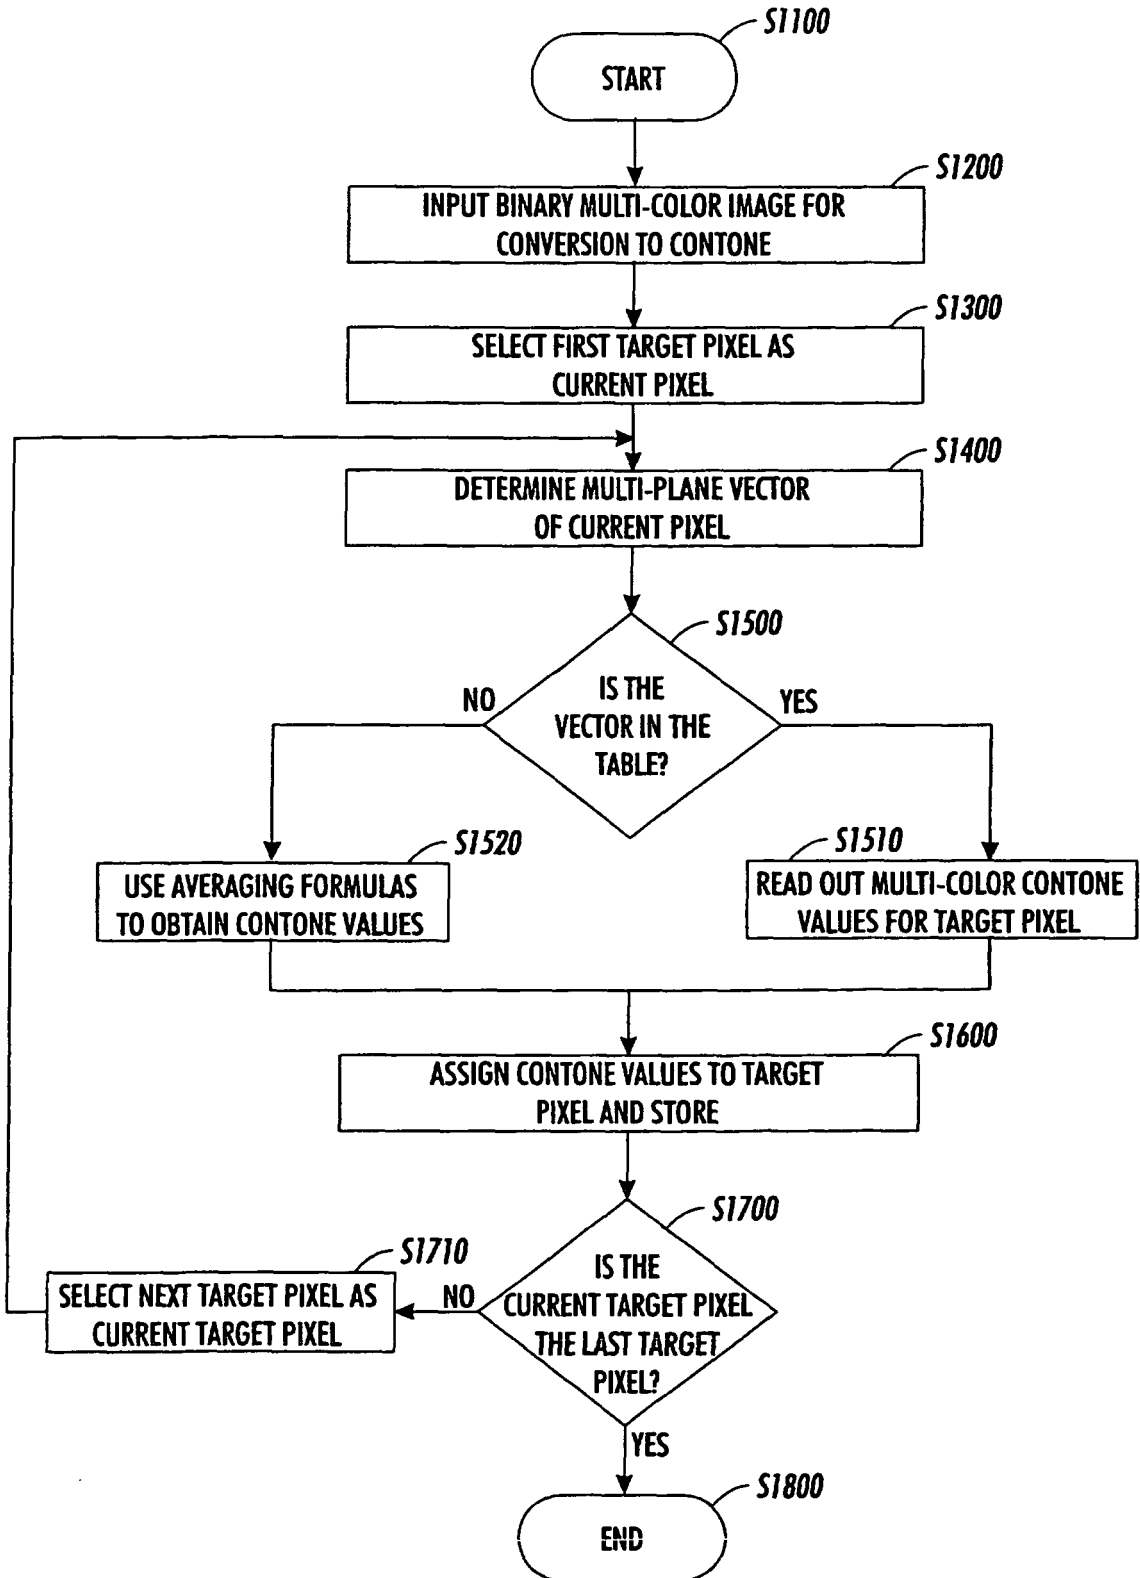 S1100
START
S1200
INPUT BINARY MULTI-COLOR IMAGE FOR
CONVERSION TO CONTONE
S1300
SELECT FIRST TARGET PIXEL AS
CURRENT PIXEL
S1400
DETERMINE MULTI-PLANE VECTOR
OF CURRENT PIXEL
S1500
IS THE
VECTOR IN THE
TABLE?
NO
YES
S1520
USE AVERAGING FORMULAS
TO OBTAIN CONTONE VALUES
S1510
READ OUT MULTI-COLOR CONTONE
VALUES FOR TARGET PIXEL
S1600
ASSIGN CONTONE VALUES TO TARGET
PIXEL AND STORE
S1700
IS THE
CURRENT TARGET PIXEL
THE LAST TARGET
PIXEL?
NO
S1710
SELECT NEXT TARGET PIXEL AS
CURRENT TARGET PIXEL
YES
S1800
END